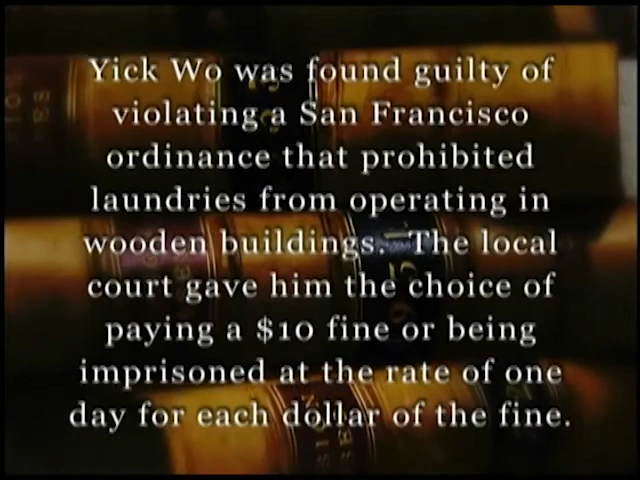 Yick Wo was found guilty of
violating a San Francisco
ordinance that prohibited
laundries from operating in
wooden buildings.  The local
court gave him the choice of
paying a $10 fine or being
imprisoned at the rate of one
day for each dollar of the fine.